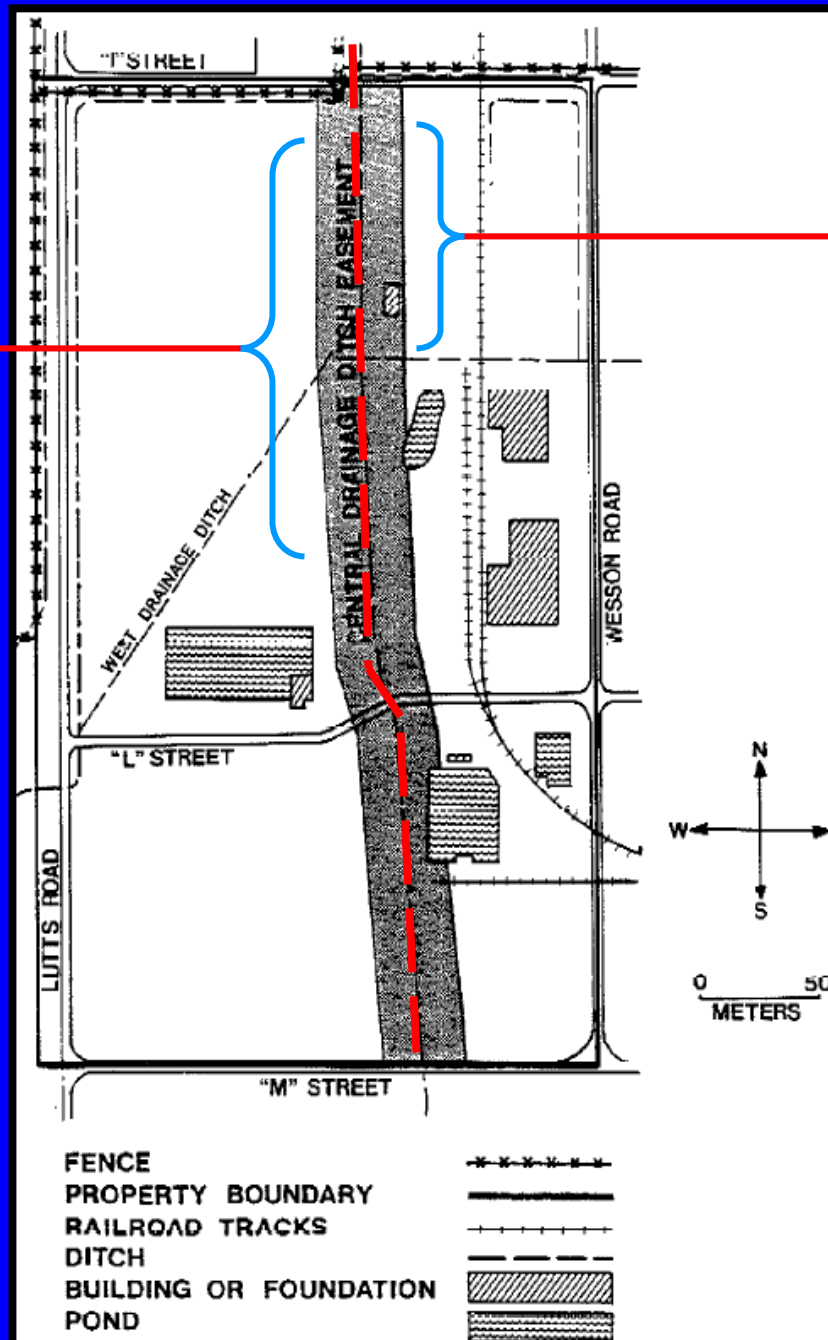 "I" STREET
CENTRAL DRAINAGE DITCH EASEMENT
WEST DRAINAGE DITCH
WESSON ROAD
"L" STREET
LUTTS ROAD
N
W
S
0 50
METERS
"M" STREET
FENCE
PROPERTY BOUNDARY
RAILROAD TRACKS
DITCH
BUILDING OR FOUNDATION
POND